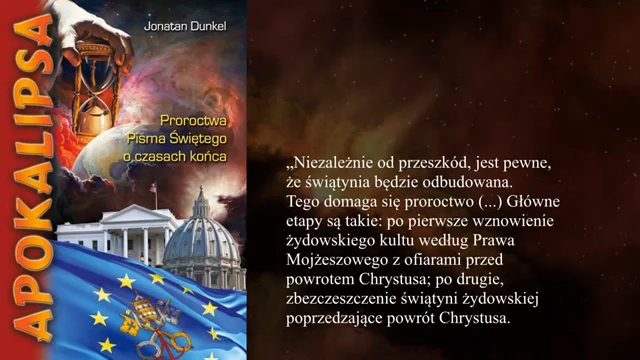 Jonatan Dunkel
APOKALIPSA
Proroctwa
Pisma Świętego
o czasach końca
„Niezależnie od przeszkód, jest pewne,
że świątynia będzie odbudowana.
Tego domaga się proroctwo (...) Główne
etapy są takie: po pierwsze wznowienie
żydowskiego kultu według Prawa
Mojżeszowego z ofiarami przed
powrotem Chrystusa; po drugie,
zbezczeszczenie świątyni żydowskiej
poprzedzające powrót Chrystusa.